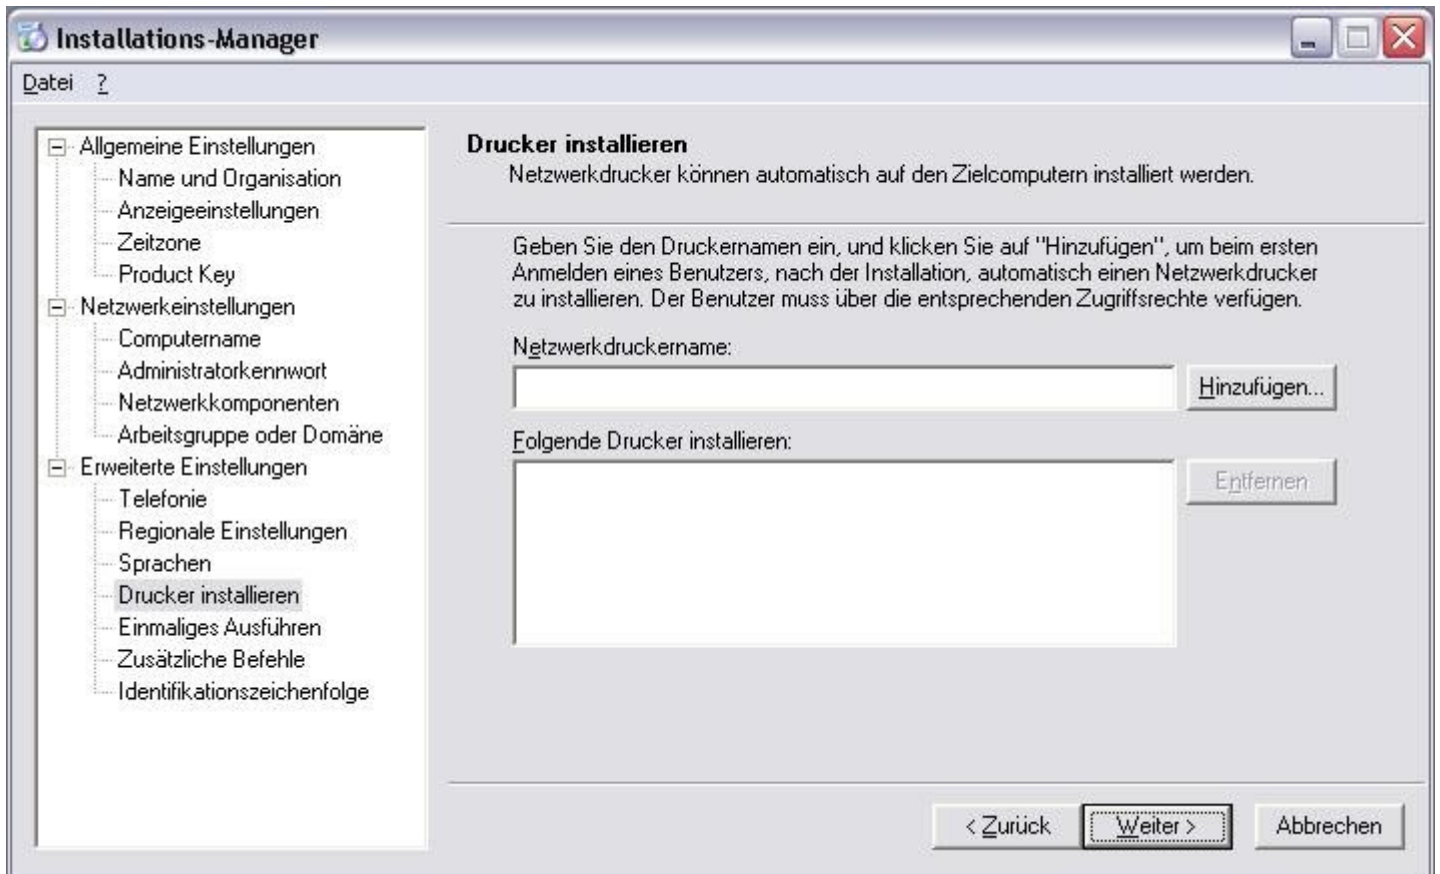 Installations-Manager
Datei ?
Allgemeine Einstellungen
Name und Organisation
Anzeigeeinstellungen
Zeitzone
Product Key
Netzwerkeinstellungen
Computername
Administratorkennwort
Netzwerkkomponenten
Arbeitsgruppe oder Domäne
Erweiterte Einstellungen
Telefonie
Regionale Einstellungen
Sprachen
Drucker installieren
Einmaliges Ausführen
Zusätzliche Befehle
Identifikationszeichenfolge
Drucker installieren
Netzwerkdrucker können automatisch auf den Zielcomputern installiert werden.
Geben Sie den Druckernamen ein, und klicken Sie auf "Hinzufügen", um beim ersten
Anmelden eines Benutzers, nach der Installation, automatisch einen Netzwerkdrucker
zu installieren. Der Benutzer muss über die entsprechenden Zugriffsrechte verfügen.
Netzwerkdruckername:
Hinzufügen...
Folgende Drucker installieren:
Entfernen
< Zurück
Weiter >
Abbrechen